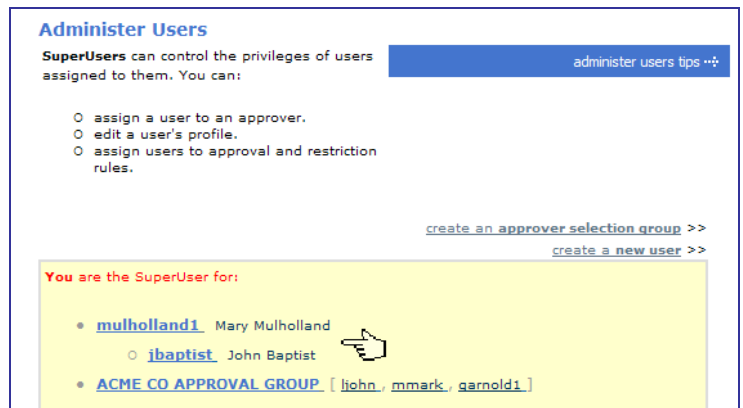 Administer Users
SuperUsers can control the privileges of users
assigned to them. You can:
administer users tips
O assign a user to an approver.
O edit a user's profile.
O assign users to approval and restriction
rules.
create an approver selection group >>
create a new user >>
You are the SuperUser for:
• mulholland1 Mary Mulholland
O jbaptist John Baptist
• ACME CO APPROVAL GROUP [ ljohn , mmark , garnold1 ]